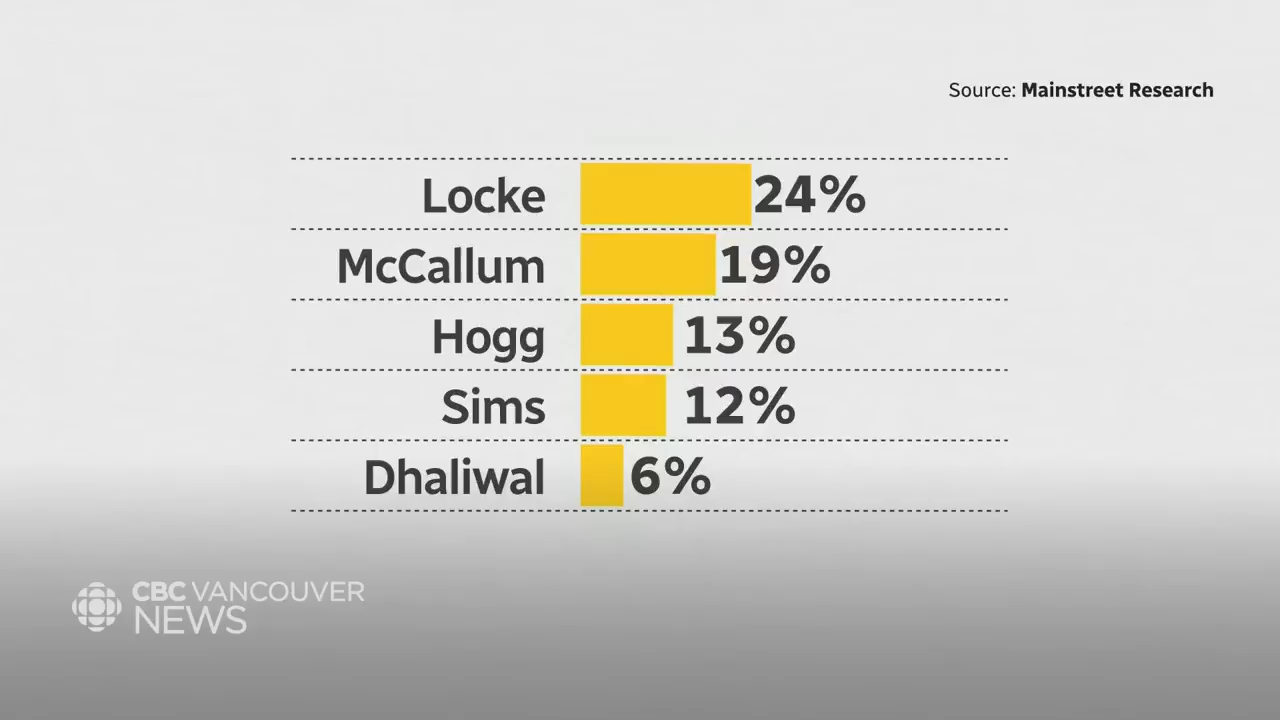 Source: Mainstreet Research
Locke 24%
McCallum 19%
Hogg 13%
Sims 12%
Dhaliwal 6%
CBC VANCOUVER
NEWS